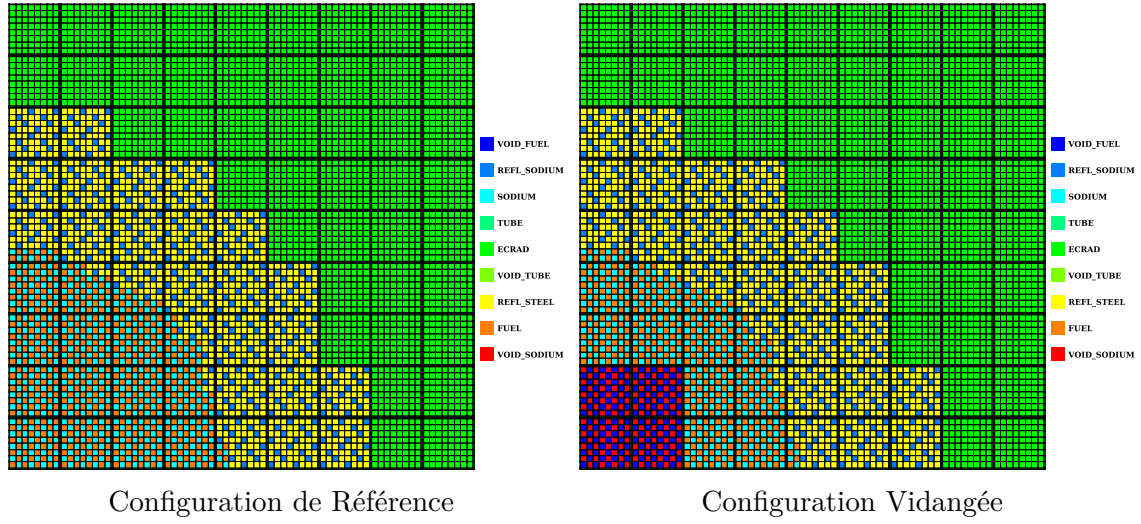 VOID_FUEL
REFL_SODIUM
SODIUM
TUBE
ECRAD
VOID_TUBE
REFL_STEEL
FUEL
VOID_SODIUM
VOID_FUEL
REFL_SODIUM
SODIUM
TUBE
ECRAD
VOID_TUBE
REFL_STEEL
FUEL
VOID_SODIUM
Configuration de Référence
Configuration Vidangée